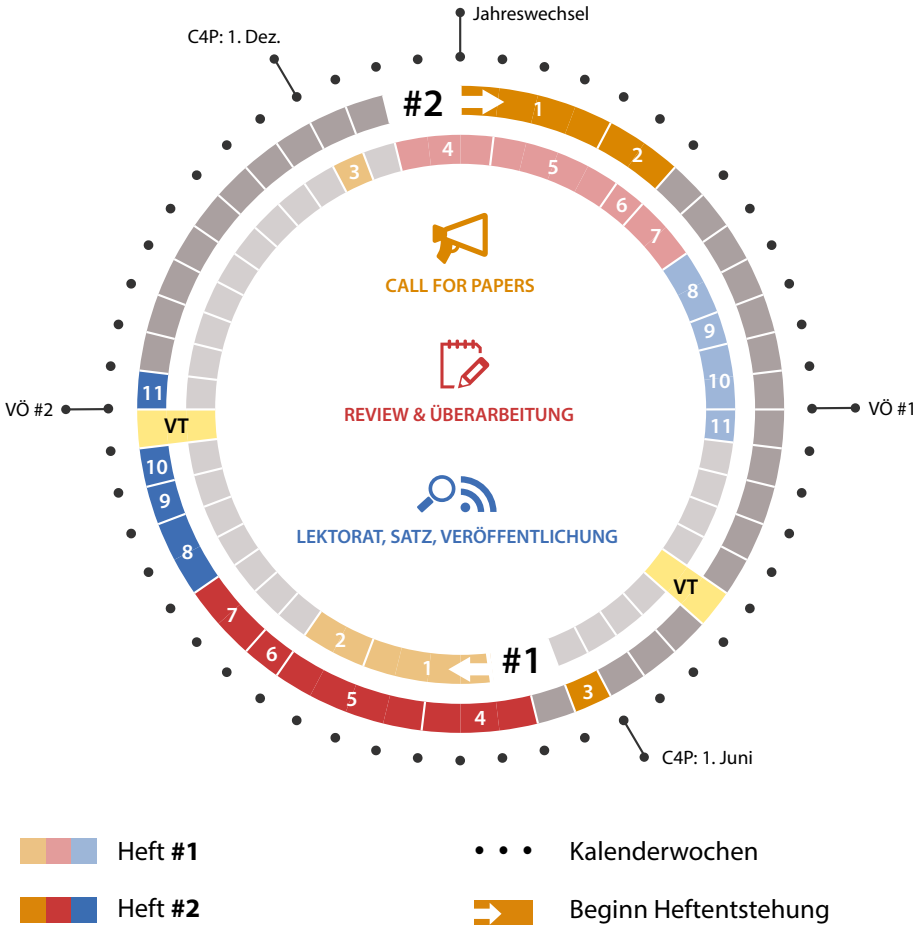 Jahreswechsel
C4P: 1. Dez.
#2
1
2
3
4
5
6
7
8
9
10
11
CALL FOR PAPERS
REVIEW & ÜBERARBEITUNG
LEKTORAT, SATZ, VERÖFFENTLICHUNG
VÖ #2
VÖ #1
11
VT
10
9
8
7
6
5
4
3
VT
2
1
#1
C4P: 1. Juni
Heft #1
Kalenderwochen
Heft #2
Beginn Heftentstehung